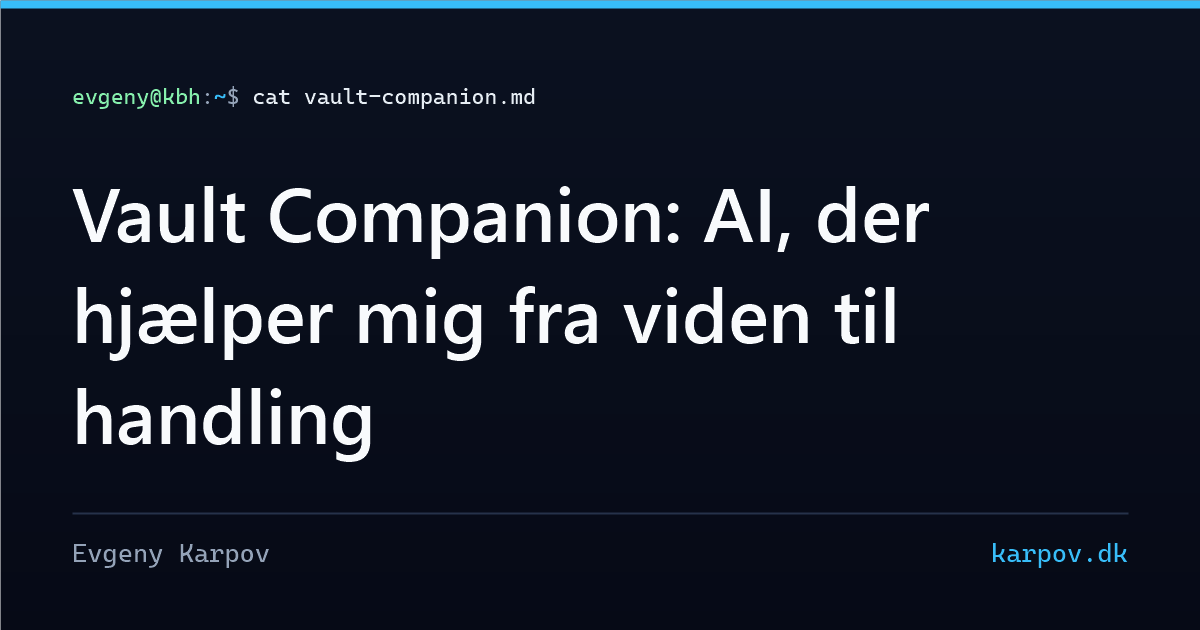 evgeny@kbh:~$ cat vault-companion.md
Vault Companion: AI, der
hjælper mig fra viden til
handling
Evgeny Karpov
karpov.dk